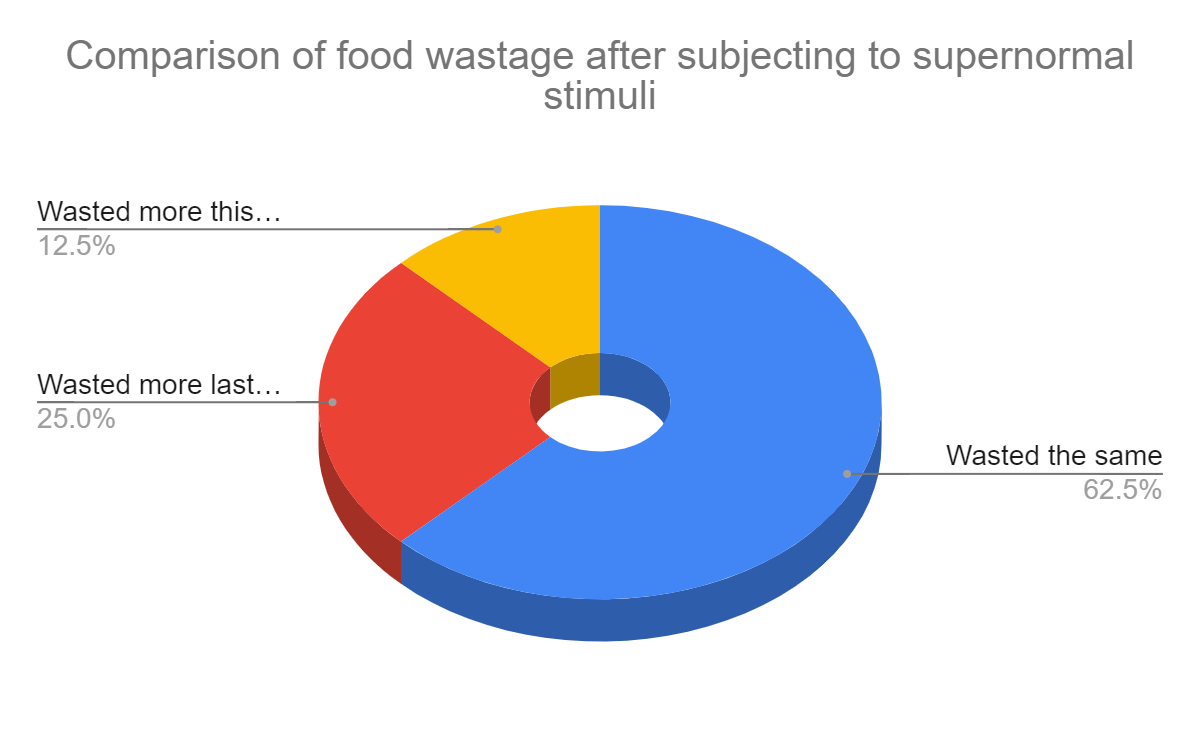 Comparison of food wastage after subjecting to supernormal
stimuli
Wasted more this…
12.5%
Wasted more last…
25.0%
Wasted the same
62.5%